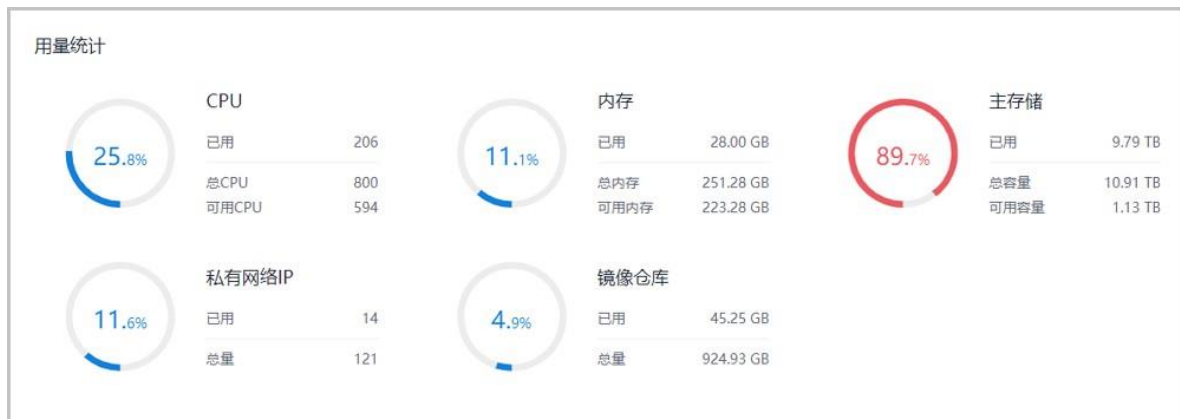 用量统计
25.8%
CPU
已用 206
总CPU 800
可用CPU 594
11.1%
内存
已用 28.00 GB
总内存 251.28 GB
可用内存 223.28 GB
89.7%
主存储
已用 9.79 TB
总容量 10.91 TB
可用容量 1.13 TB
11.6%
私有网络IP
已用 14
总量 121
4.9%
镜像仓库
已用 45.25 GB
总量 924.93 GB